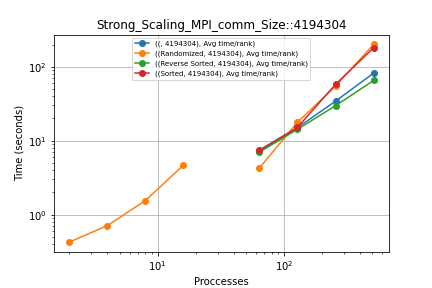 Strong_Scaling_MPI_comm_Size::4194304
((, 4194304), Avg time/rank)
((Randomized, 4194304), Avg time/rank)
((Reverse Sorted, 4194304), Avg time/rank)
((Sorted, 4194304), Avg time/rank)
Time (seconds)
10²
10¹
10⁰
10¹
10²
Proccesses